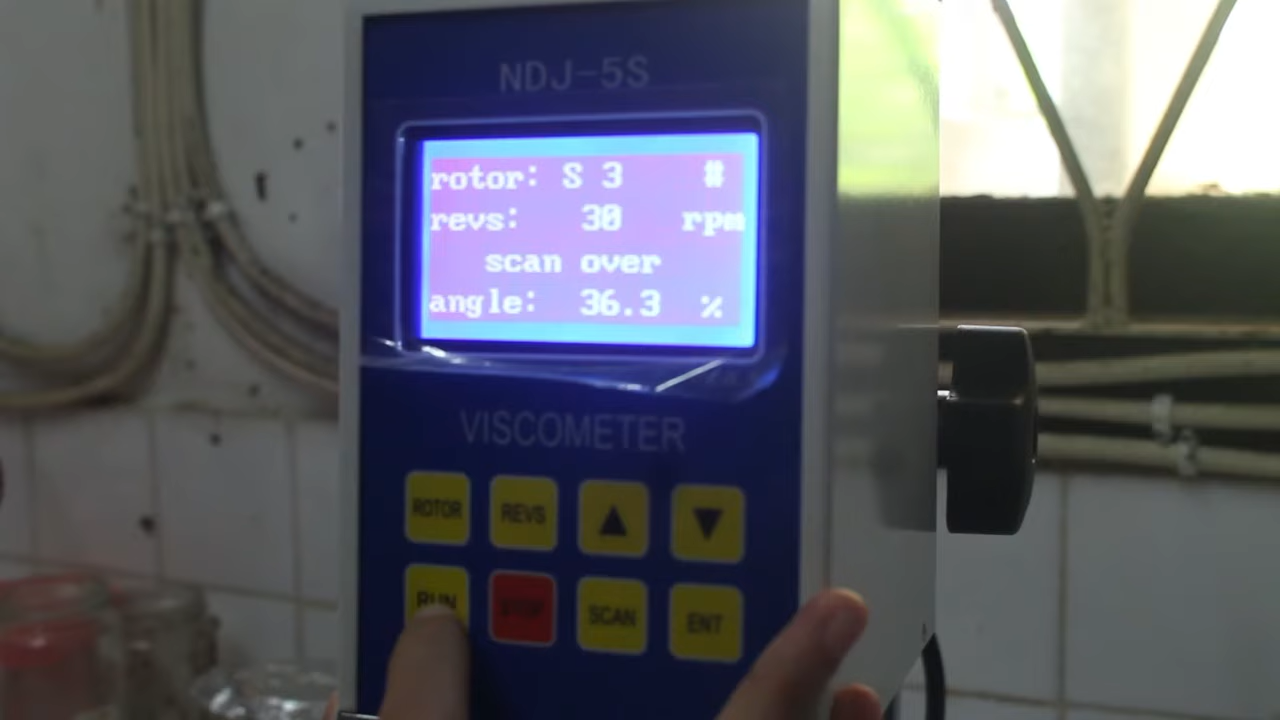 NDJ-5S
rotor: S 3 #
revs: 30 rpm
scan over
angle: 36.3 %
VISCOMETER
ROTOR REVS ▲ ▼
RUN STOP SCAN ENT